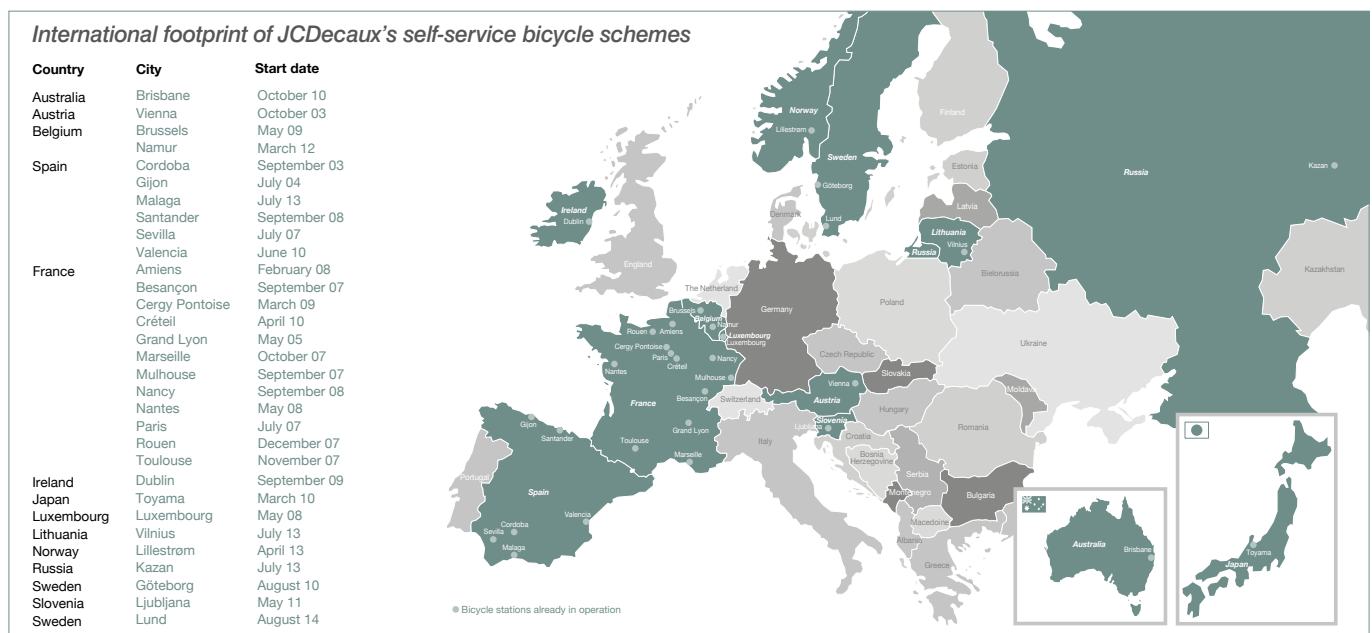 International footprint of JCDecaux's self-service bicycle schemes
Country City Start date
Australia Brisbane October 10
Austria Vienna October 03
Belgium Brussels May 09
Namur March 12
Spain Cordoba September 03
Gijon July 04
Malaga July 13
Santander September 08
Sevilla July 07
Valencia June 10
France Amiens February 08
Besançon September 07
Cergy Pontoise March 09
Créteil April 10
Grand Lyon May 05
Marseille October 07
Mulhouse September 07
Nancy September 08
Nantes May 08
Paris July 07
Rouen December 07
Toulouse November 07
Ireland Dublin September 09
Japan Toyama March 10
Luxembourg Luxembourg May 08
Lithuania Vilnius July 13
Norway Lillestrøm April 13
Russia Kazan July 13
Sweden Göteborg August 10
Slovenia Ljubljana May 11
Sweden Lund August 14
Norway
Lillestrøm
Finland
Sweden
Göteborg
Estonia
Russia
Kazan
Ireland
Dublin
Denmark
Lund
Latvia
Lithuania
Vilnius
Russia
England
Bielorussia
Kazakhstan
The Netherland
Germany
Poland
Brussels
Belgium
Namur
Luxembourg
Luxembourg
Rouen
Amiens
Ukraine
Cergy Pontoise
Paris
Créteil
Nancy
Czech Republic
Nantes
Mulhouse
Slovakia
Vienna
Moldava
Besançon
Switzerland
Austria
France
Hungary
Gijon
Santander
Grand Lyon
Slovenia
Ljubljana
Romania
Toulouse
Italy
Croatia
Marseille
Bosnia
Herzegovine
Portugal
Serbia
Spain
Montenegro
Bulgaria
Valencia
Cordoba
Sevilla
Macedoine
Malaga
Albania
Greece
Australia
Brisbane
Toyama
Japan
Bicycle stations already in operation